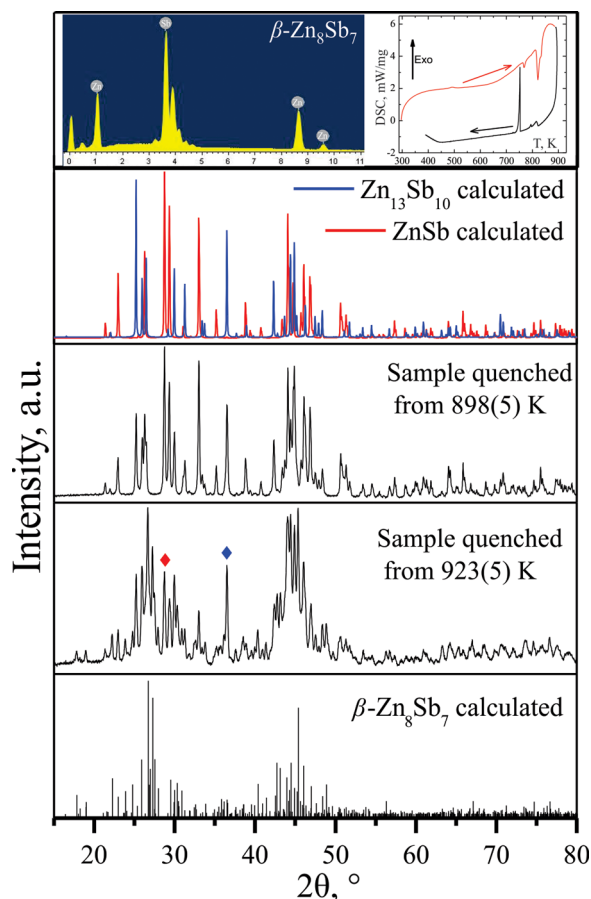 β-Zn8Sb7
Zn
Sb
Zn
Zn
0 1 2 3 4 5 6 7 8 9 10 11
DSC, mW/mg
6
5
4
3
2
1
0
Exo
T, K
300 400 500 600 700 800 900
Zn13Sb10 calculated
ZnSb calculated
Sample quenched
from 898(5) K
Sample quenched
from 923(5) K
β-Zn8Sb7 calculated
Intensity, a.u.
20 30 40 50 60 70 80
2θ, °